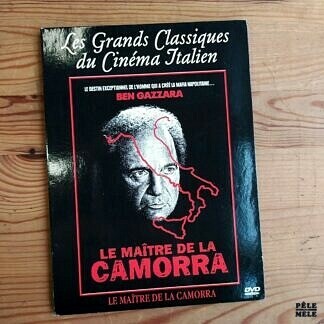 Les Grands Classiques
du Cinéma Italien
LE DESTIN EXCEPTIONNEL DE L'HOMME QUI A CRÉÉ LA MAFIA NAPOLITAINE...
BEN GAZZARA
LE MAÎTRE DE LA
CAMORRA
DVD
LE MAÎTRE DE LA CAMORRA
PÊLE
MÊLE